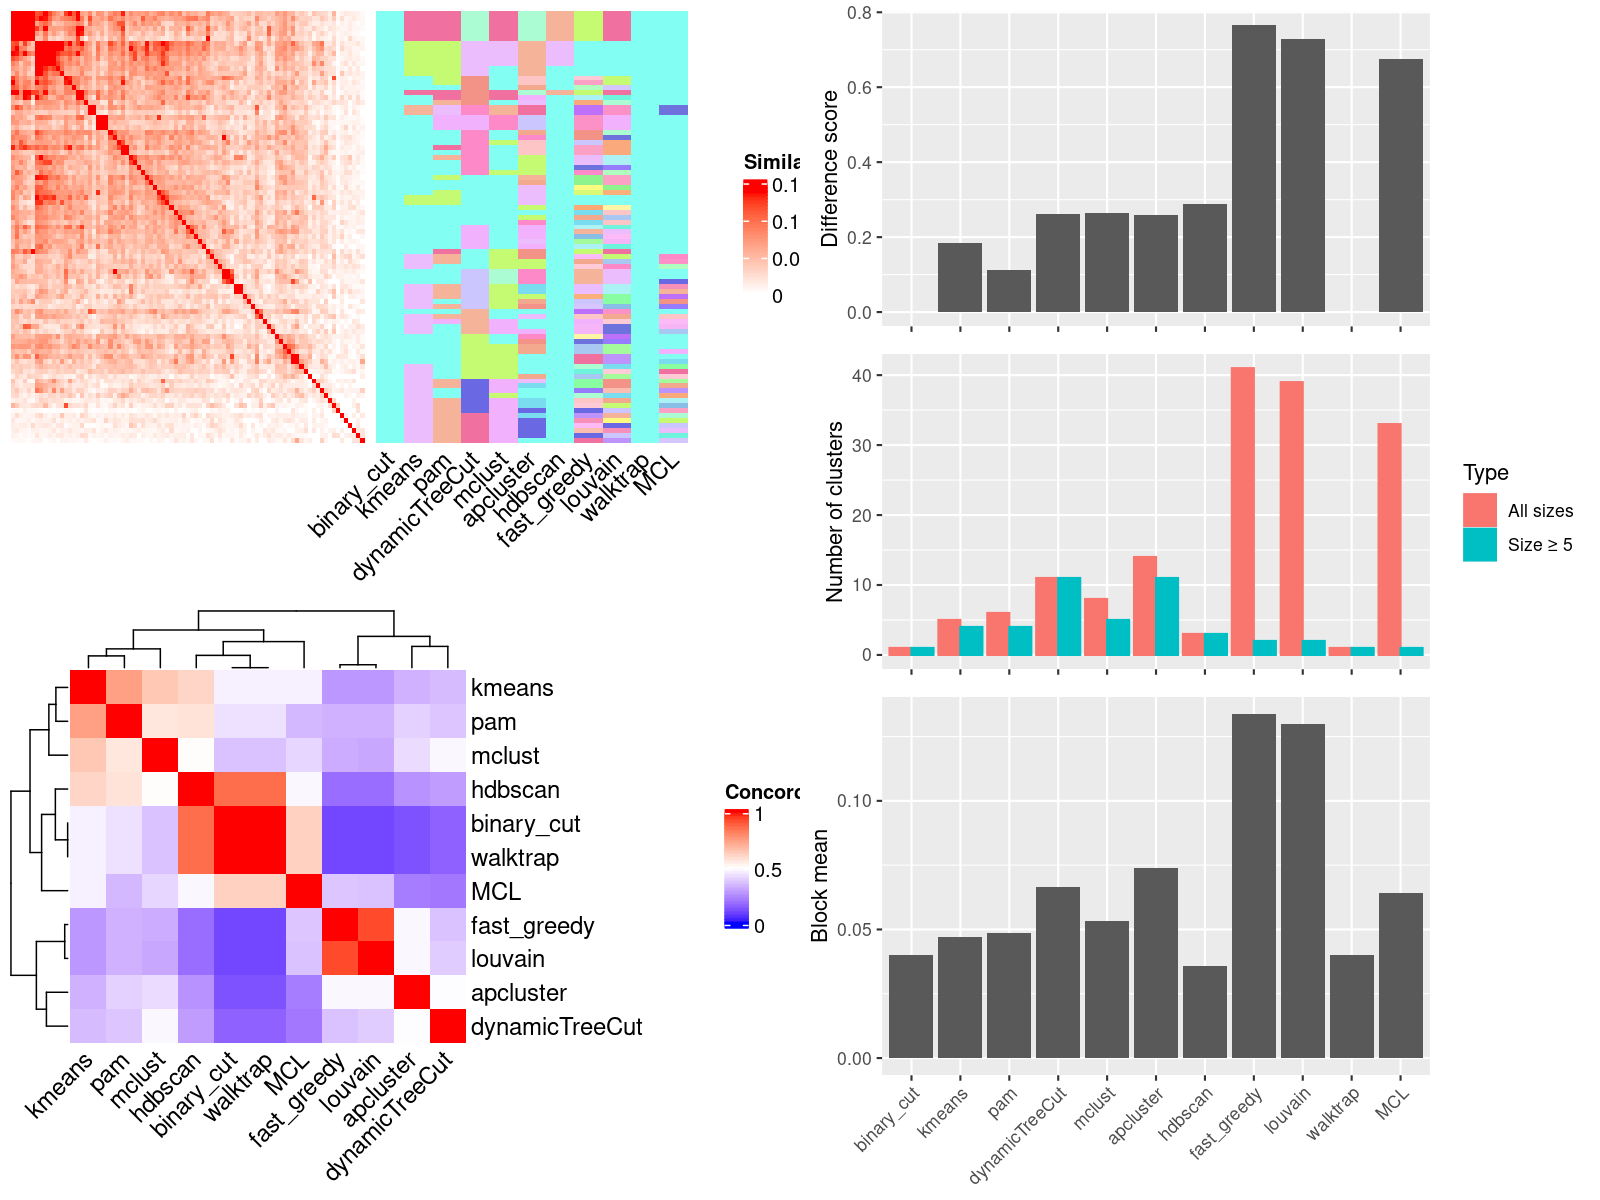 Simila
0.1
0.1
0.0
0
binary_cut
kmeans
pam
dynamicTreeCut
mclust
apcluster
hdbscan
fast_greedy
louvain
walktrap
MCL
kmeans
pam
mclust
hdbscan
binary_cut
walktrap
MCL
fast_greedy
louvain
apcluster
dynamicTreeCut
kmeans
pam
mclust
hdbscan
binary_cut
walktrap
MCL
fast_greedy
louvain
apcluster
dynamicTreeCut
Concord
1
0.5
0
Difference score
0.8
0.6
0.4
0.2
0.0
Number of clusters
40
30
20
10
0
Type
All sizes
Size ≥ 5
Block mean
0.10
0.05
0.00
binary_cut
kmeans
pam
dynamicTreeCut
mclust
apcluster
hdbscan
fast_greedy
louvain
walktrap
MCL